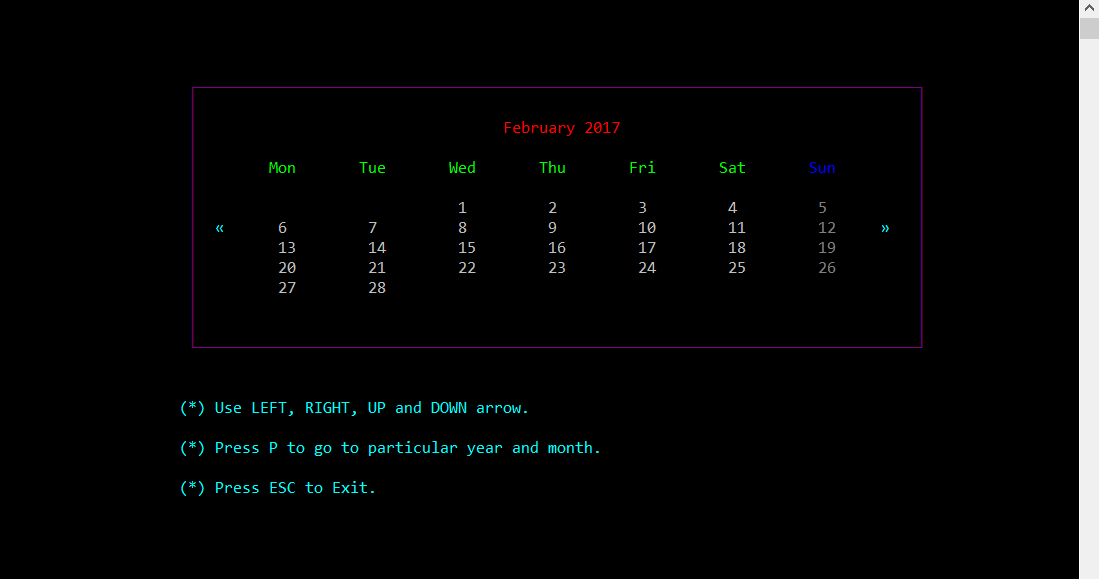 February 2017
Mon Tue Wed Thu Fri Sat Sun
1 2 3 4 5
« 6 7 8 9 10 11 12 »
13 14 15 16 17 18 19
20 21 22 23 24 25 26
27 28
(*) Use LEFT, RIGHT, UP and DOWN arrow.
(*) Press P to go to particular year and month.
(*) Press ESC to Exit.